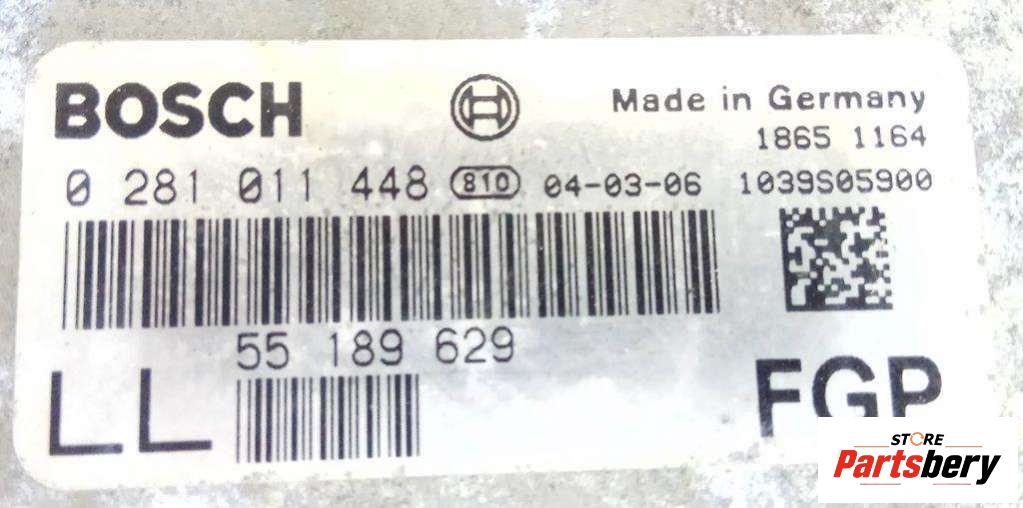 BOSCH
Made in Germany
1865 1164
0 281 011 448 810 04-03-06 1039S05900
55 189 629
LL
FGP
STORE
Partsbery